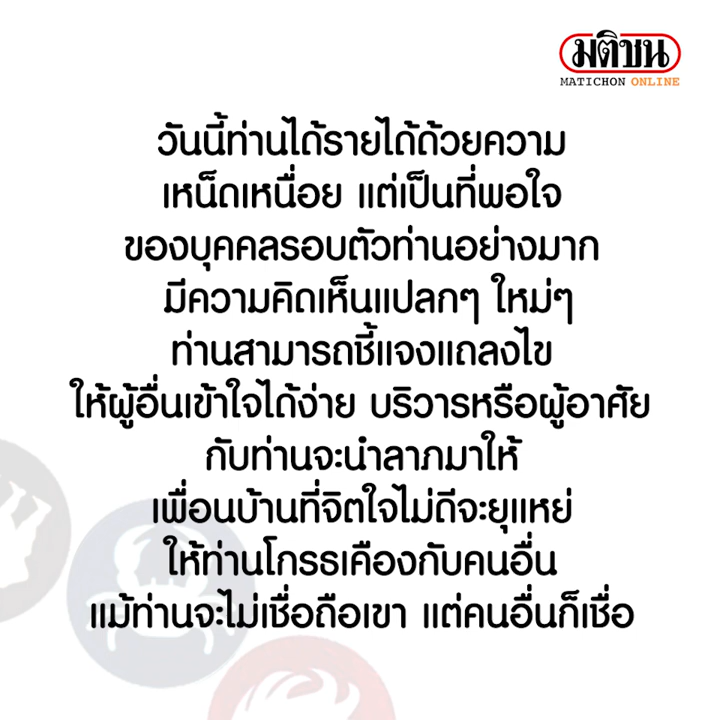 มติชน
MATICHON ONLINE
วันนี้ท่านได้รายได้ด้วยความ
เหน็ดเหนื่อย แต่เป็นที่พอใจ
ของบุคคลรอบตัวท่านอย่างมาก
มีความคิดเห็นแปลกๆ ใหม่ๆ
ท่านสามารถชี้แจงแถลงไข
ให้ผู้อื่นเข้าใจได้ง่าย บริวารหรือผู้อาศัย
กับท่านจะนำลาภมาให้
เพื่อนบ้านที่จิตใจไม่ดีจะยุแหย่
ให้ท่านโกรธเคืองกับคนอื่น
แม้ท่านจะไม่เชื่อถือเขา แต่คนอื่นก็เชื่อ